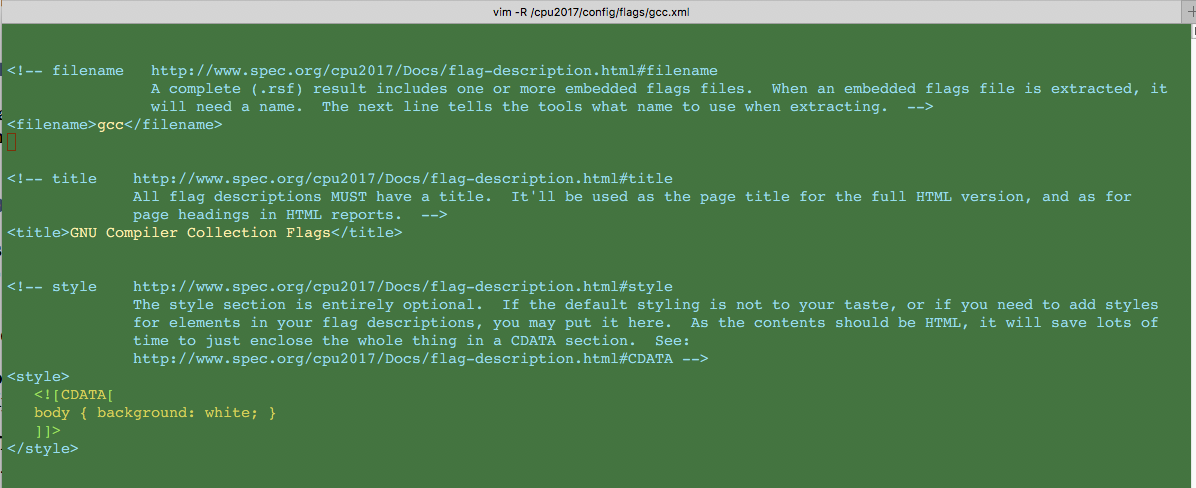 vim -R /cpu2017/config/flags/gcc.xml
<!-- filename   http://www.spec.org/cpu2017/Docs/flag-description.html#filename
                A complete (.rsf) result includes one or more embedded flags files.  When an embedded flags file is extracted, it
                will need a name.  The next line tells the tools what name to use when extracting.  -->
<filename>gcc</filename>
<!-- title    http://www.spec.org/cpu2017/Docs/flag-description.html#title
              All flag descriptions MUST have a title.  It'll be used as the page title for the full HTML version, and as for
              page headings in HTML reports.  -->
<title>GNU Compiler Collection Flags</title>
<!-- style    http://www.spec.org/cpu2017/Docs/flag-description.html#style
              The style section is entirely optional.  If the default styling is not to your taste, or if you need to add styles
              for elements in your flag descriptions, you may put it here.  As the contents should be HTML, it will save lots of
              time to just enclose the whole thing in a CDATA section.  See:
              http://www.spec.org/cpu2017/Docs/flag-description.html#CDATA -->
<style>
   <![CDATA[
   body { background: white; }
   ]]>
</style>